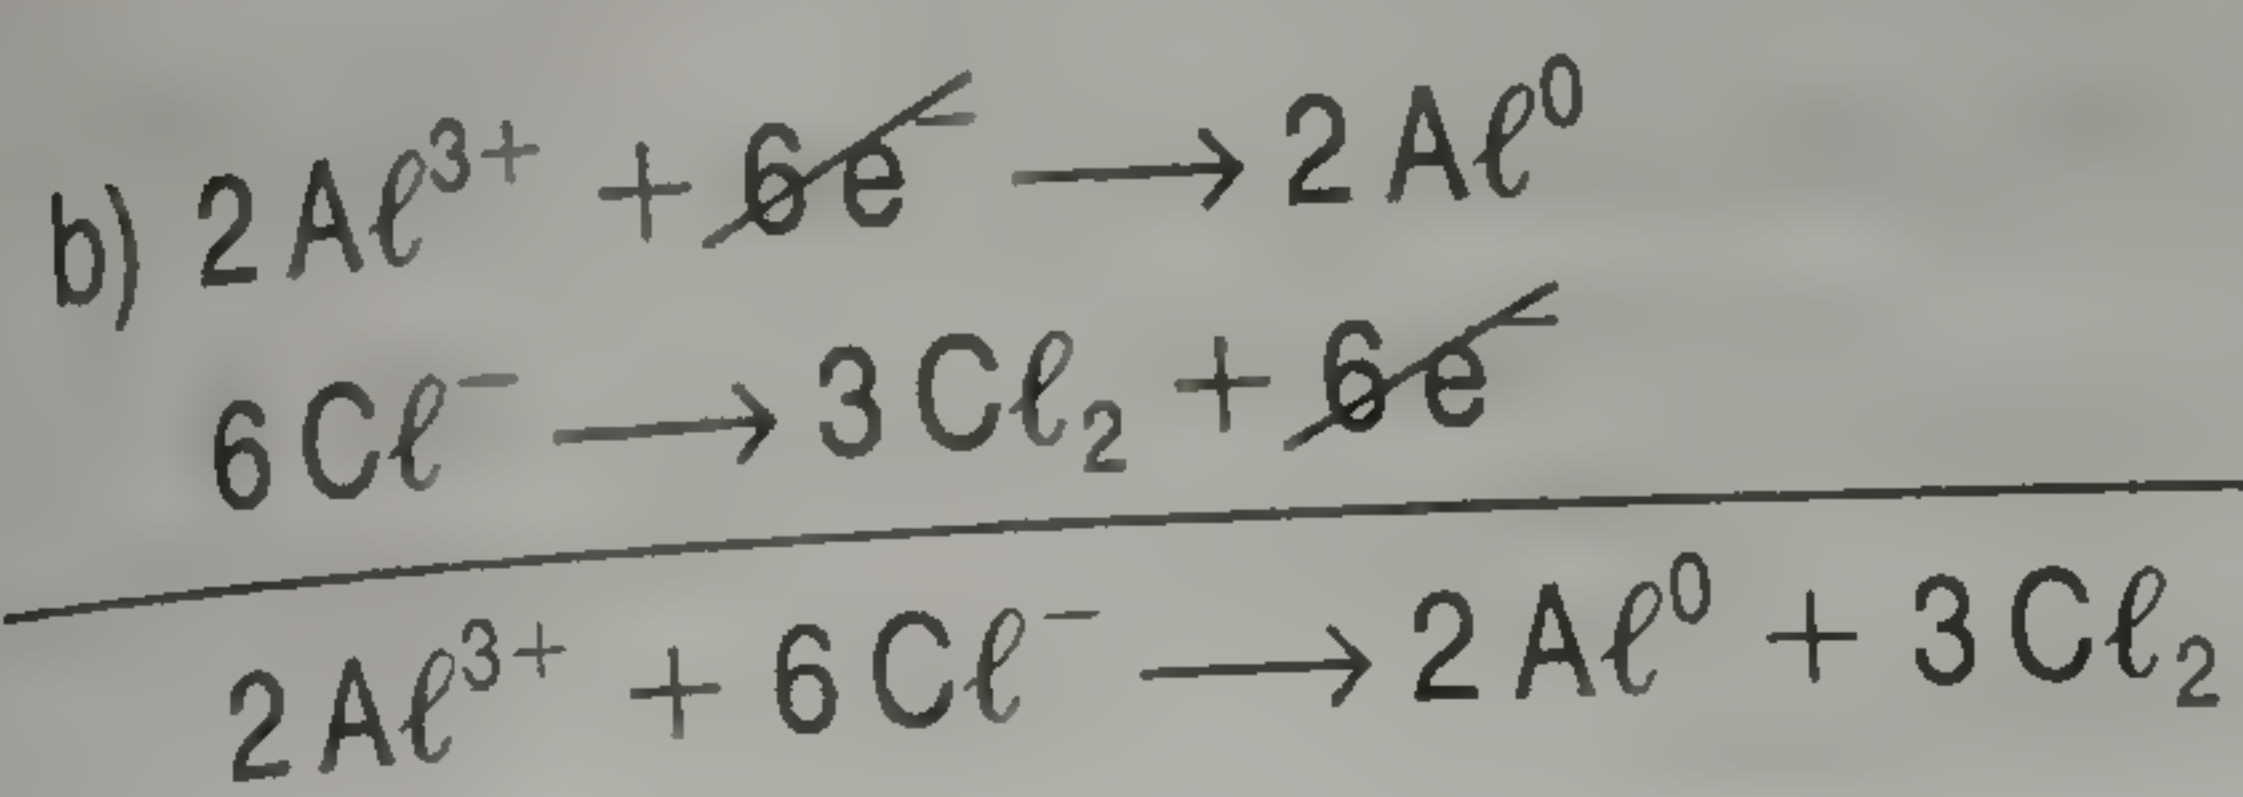 b) 2Aℓ³⁺ + 6e⁻ → 2Aℓ⁰
6Cℓ⁻ → 3Cℓ₂ + 6e⁻
2Aℓ³⁺ + 6Cℓ⁻ → 2Aℓ⁰ + 3Cℓ₂